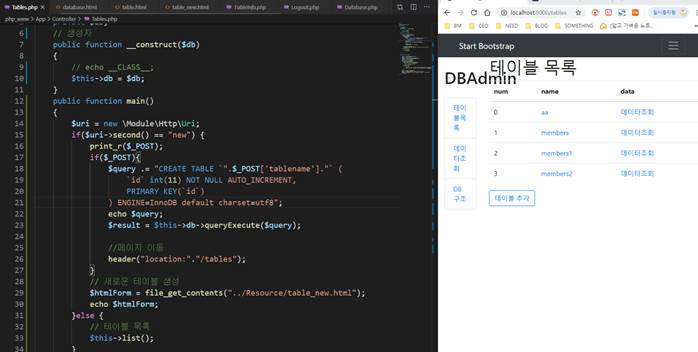 Tables.php
database.html
table.html
table_new.html
TableInfo.php
Logout.php
Database.php
php_www > App > Controller > Tables.php
6 // 생성자
7 public function __construct($db)
8 {
9 // echo __CLASS__;
10 $this->db = $db;
11 }
12 public function main()
13 {
14 $uri = new \Module\Http\Uri;
15 if($uri->second() == "new") {
16 print_r($_POST);
17 if($_POST){
18 $query .= "CREATE TABLE `".$_POST['tablename']."` (
19 `id` int(11) NOT NULL AUTO_INCREMENT,
20 PRIMARY KEY(`id`)
21 ) ENGINE=InnoDB default charset=utf8";
22 echo $query;
23 $result = $this->db->queryExecute($query);
24
25 //페이지 이동
26 header("location:"."/tables");
27 }
28 // 새로운 테이블 생성
29 $htmlForm = file_get_contents("../Resource/table_new.html");
30 echo $htmlForm;
31 }else {
32 // 테이블 목록
33 $this->list();
34 }
localhost:8000/tables
일시중지됨
BM
CEO
NEED
BLOG
SOMETHING
Start Bootstrap
DBAdmin
테이블 목록
테이
블목
록
데이
터조
회
DB
구조
num name data
0 aa 데이터조회
1 members 데이터조회
2 members1 데이터조회
3 members2 데이터조회
테이블 추가